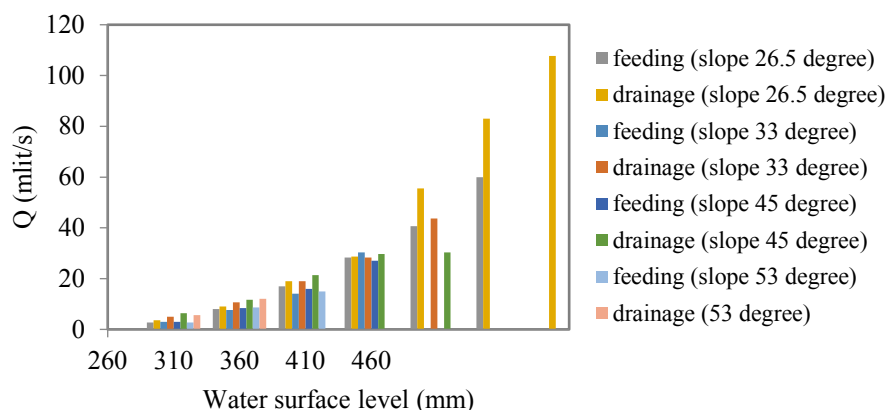 120
100
80
60
40
20
0
Q (mlit/s)
260 310 360 410 460
Water surface level (mm)
feeding (slope 26.5 degree)
drainage (slope 26.5 degree)
feeding (slope 33 degree)
drainage (slope 33 degree)
feeding (slope 45 degree)
drainage (slope 45 degree)
feeding (slope 53 degree)
drainage (53 degree)